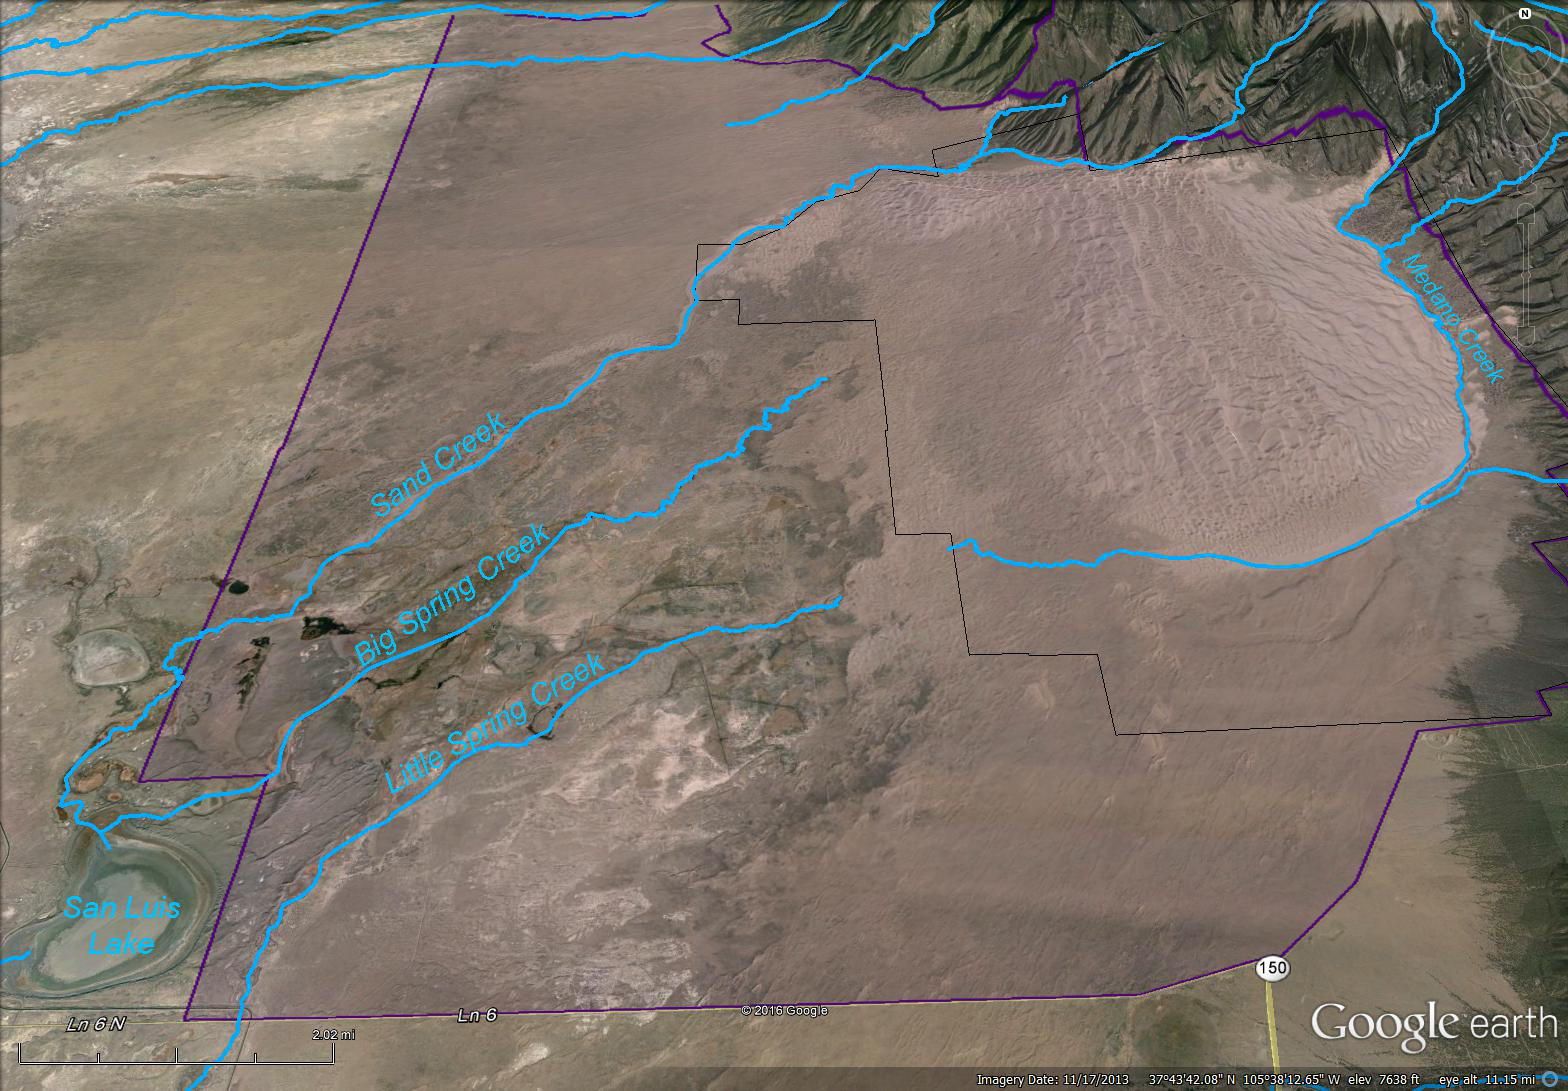 N
Medano Creek
Sand Creek
Big Spring Creek
Little Spring Creek
San Luis
Lake
150
Ln 6 N
Ln 6
© 2016 Google
2.02 mi
Google earth
Imagery Date: 11/17/2013 37°43'42.08" N 105°38'12.65" W elev 7638 ft eye alt 11.15 mi